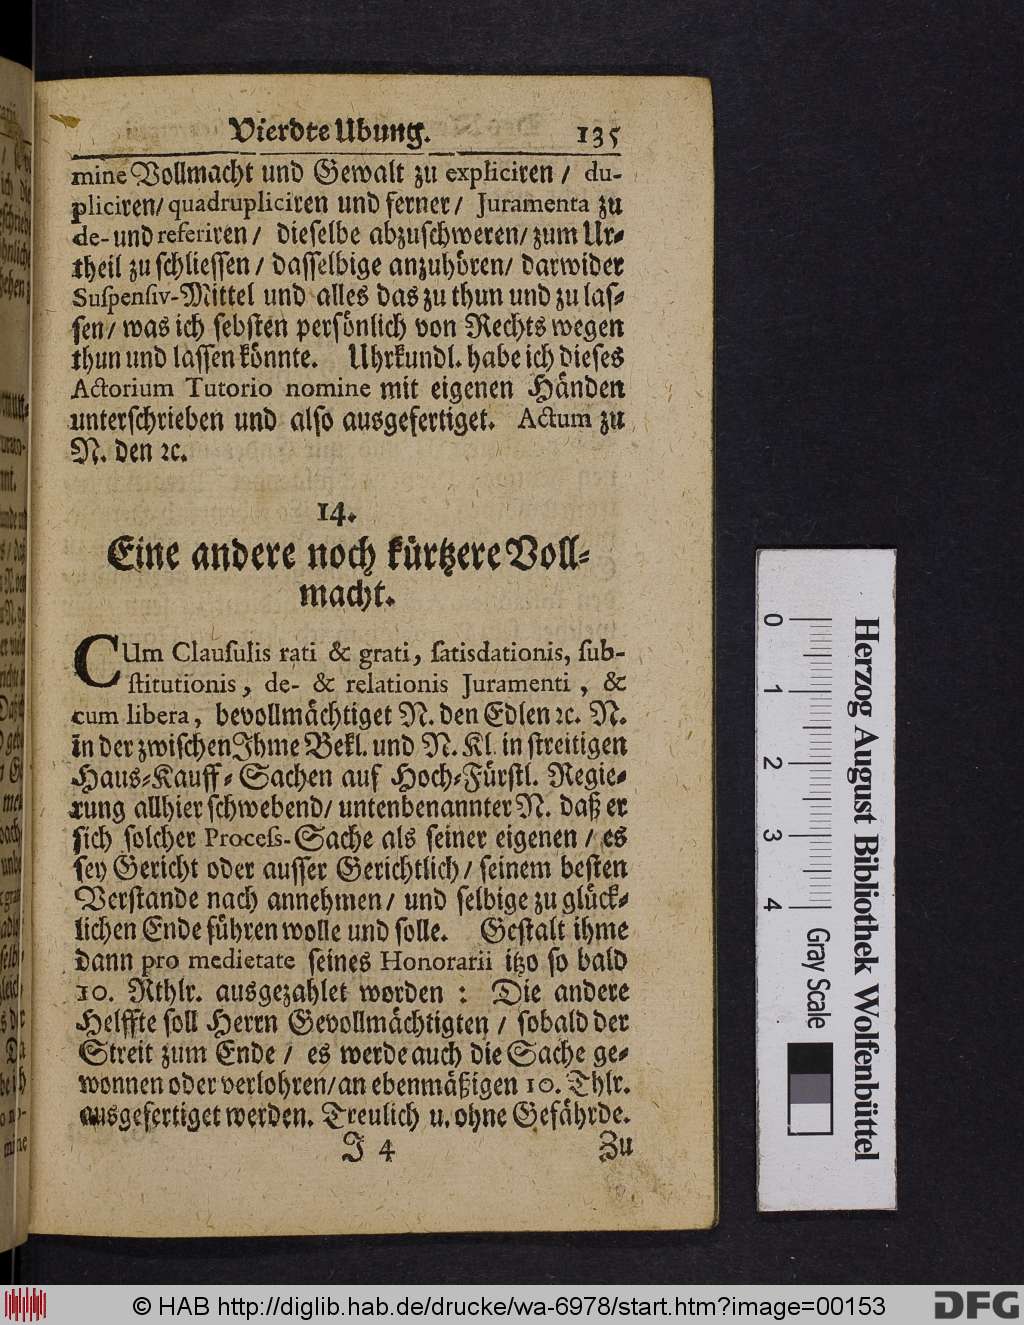 Vierdte Ubung. 135
mine Vollmacht und Gewalt zu expliciren / du-
pliciren / quadrupliciren und ferner / Juramenta zu
de- und referiren / dieselbe abzuschweren / zum Ur-
theil zu schliessen / dasselbige anzuhören / darwider
Suspensiv-Mittel und alles das zu thun und zu las-
sen / was ich sebsten persönlich von Rechts wegen
thun und lassen könnte. Uhrkundl. habe ich dieses
Actorium Tutorio nomine mit eigenen Händen
unterschrieben und also ausgefertiget. Actum zu
N. den ꝛc.
14.
Eine andere noch kürtzere Voll-
macht.
CUm Clausulis rati & grati, satisdationis, sub-
stitutionis, de- & relationis Juramenti, &
cum libera, bevollmächtiget N. den Edlen ꝛc. N.
in der zwischen Ihme Bekl. und N. Kl. in streitigen
Haus-Kauff-Sachen auf Hoch-Fürstl. Regie-
rung allhier schwebend / untenbenannter N. daß er
sich solcher Process-Sache als seiner eigenen / es
sey Gericht oder ausser Gerichtlich / seinem besten
Verstande nach annehmen / und selbige zu glück-
lichen Ende führen wolle und solle. Gestalt ihme
dann pro medietate seines Honorarii itzo so bald
10. Rthlr. ausgezahlet worden : Die andere
Helffte soll Herrn Gevollmächtigten / sobald der
Streit zum Ende / es werde auch die Sache ge-
wonnen oder verlohren / an ebenmäßigen 10. Thlr.
ausgefertiget werden. Treulich u. ohne Gefährde.
J 4 Zu
0 1 2 3 4 Gray Scale
Herzog August Bibliothek Wolfenbüttel
© HAB http://diglib.hab.de/drucke/wa-6978/start.htm?image=00153
DFG